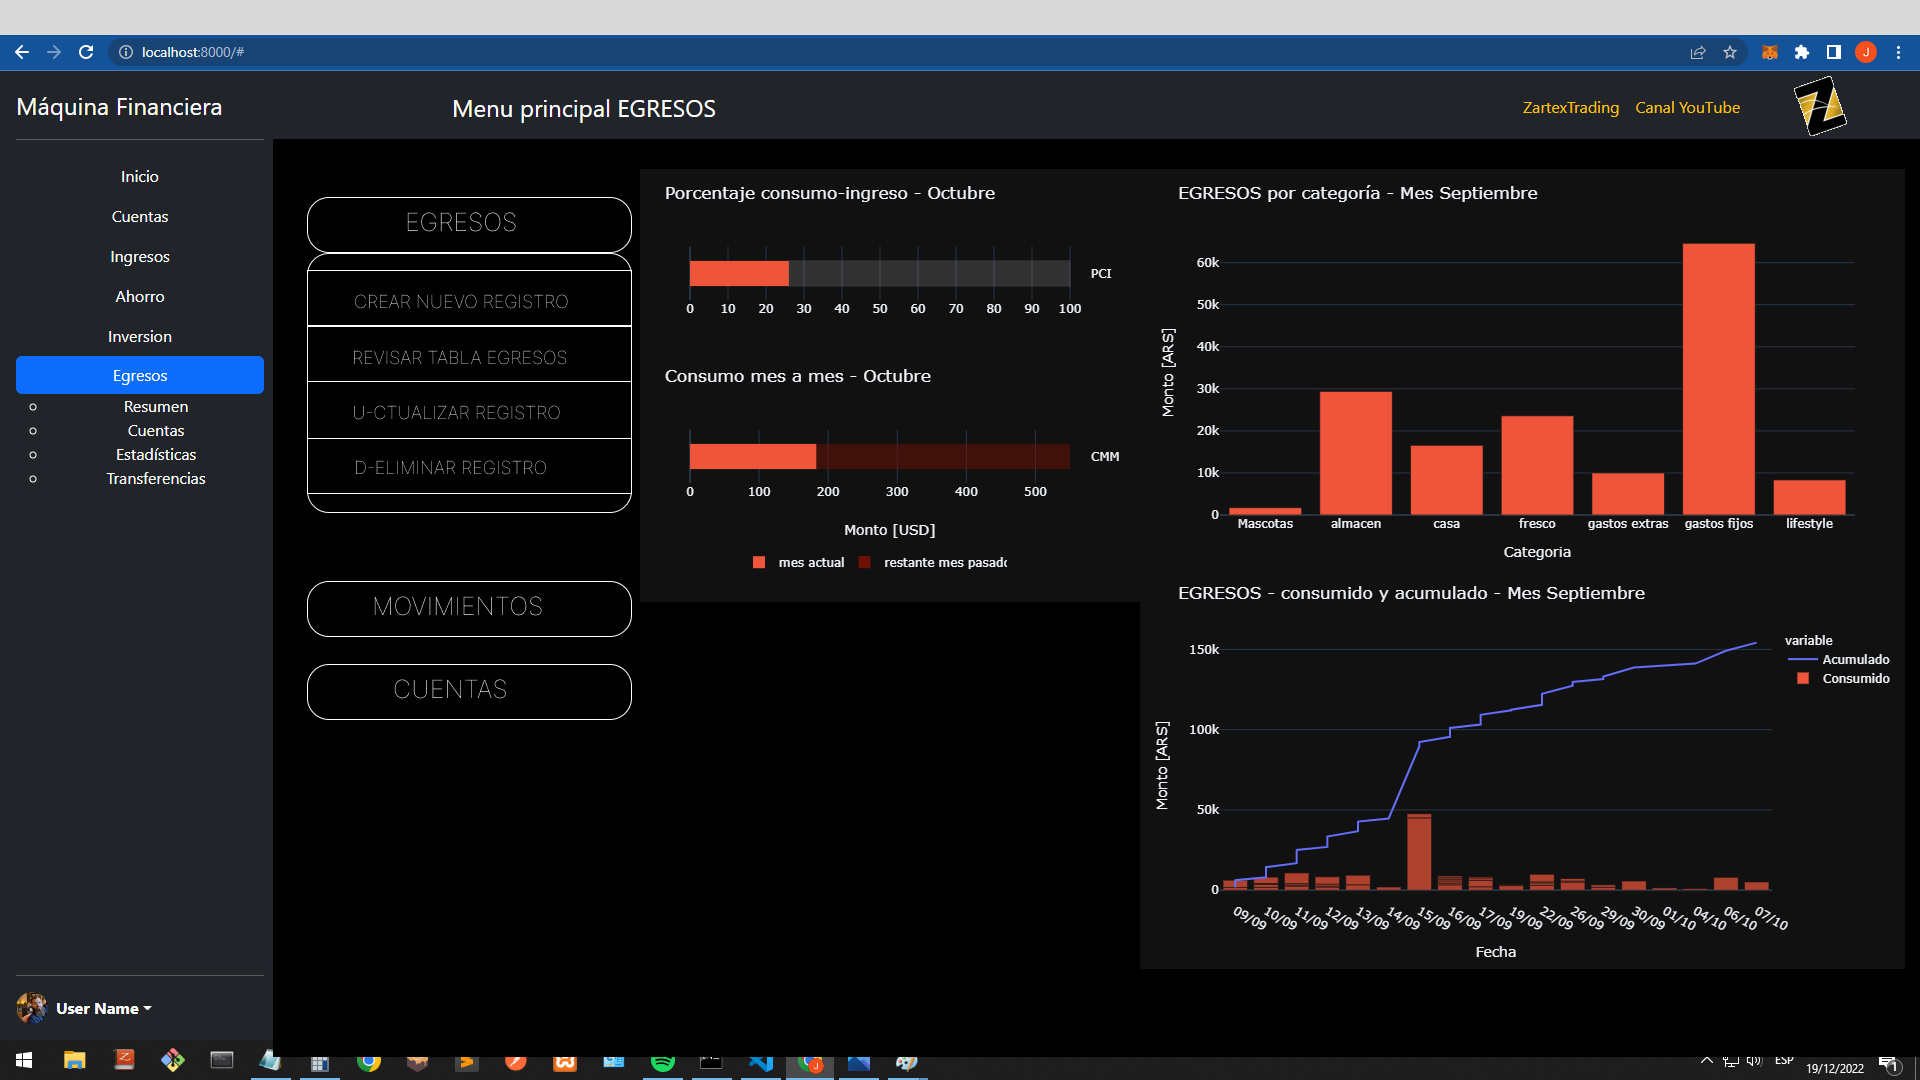 localhost:8000/#
J
Máquina Financiera
Menu principal EGRESOS
ZartexTrading
Canal YouTube
Inicio
Cuentas
Ingresos
Ahorro
Inversion
Egresos
Resumen
Cuentas
Estadísticas
Transferencias
User Name
EGRESOS
CREAR NUEVO REGISTRO
REVISAR TABLA EGRESOS
U-CTUALIZAR REGISTRO
D-ELIMINAR REGISTRO
MOVIMIENTOS
CUENTAS
Porcentaje consumo-ingreso - Octubre
PCI
0 10 20 30 40 50 60 70 80 90 100
Consumo mes a mes - Octubre
CMM
0 100 200 300 400 500
Monto [USD]
mes actual restante mes pasado
EGRESOS por categoría - Mes Septiembre
Monto [ARS]
60k
50k
40k
30k
20k
10k
0
Mascotas almacen casa fresco gastos extras gastos fijos lifestyle
Categoria
EGRESOS - consumido y acumulado - Mes Septiembre
variable
Acumulado
Consumido
Monto [ARS]
150k
100k
50k
0
09/09 10/09 11/09 12/09 13/09 14/09 15/09 16/09 17/09 19/09 22/09 26/09 29/09 30/09 01/10 04/10 06/10 07/10
Fecha
ESP
19/12/2022
1